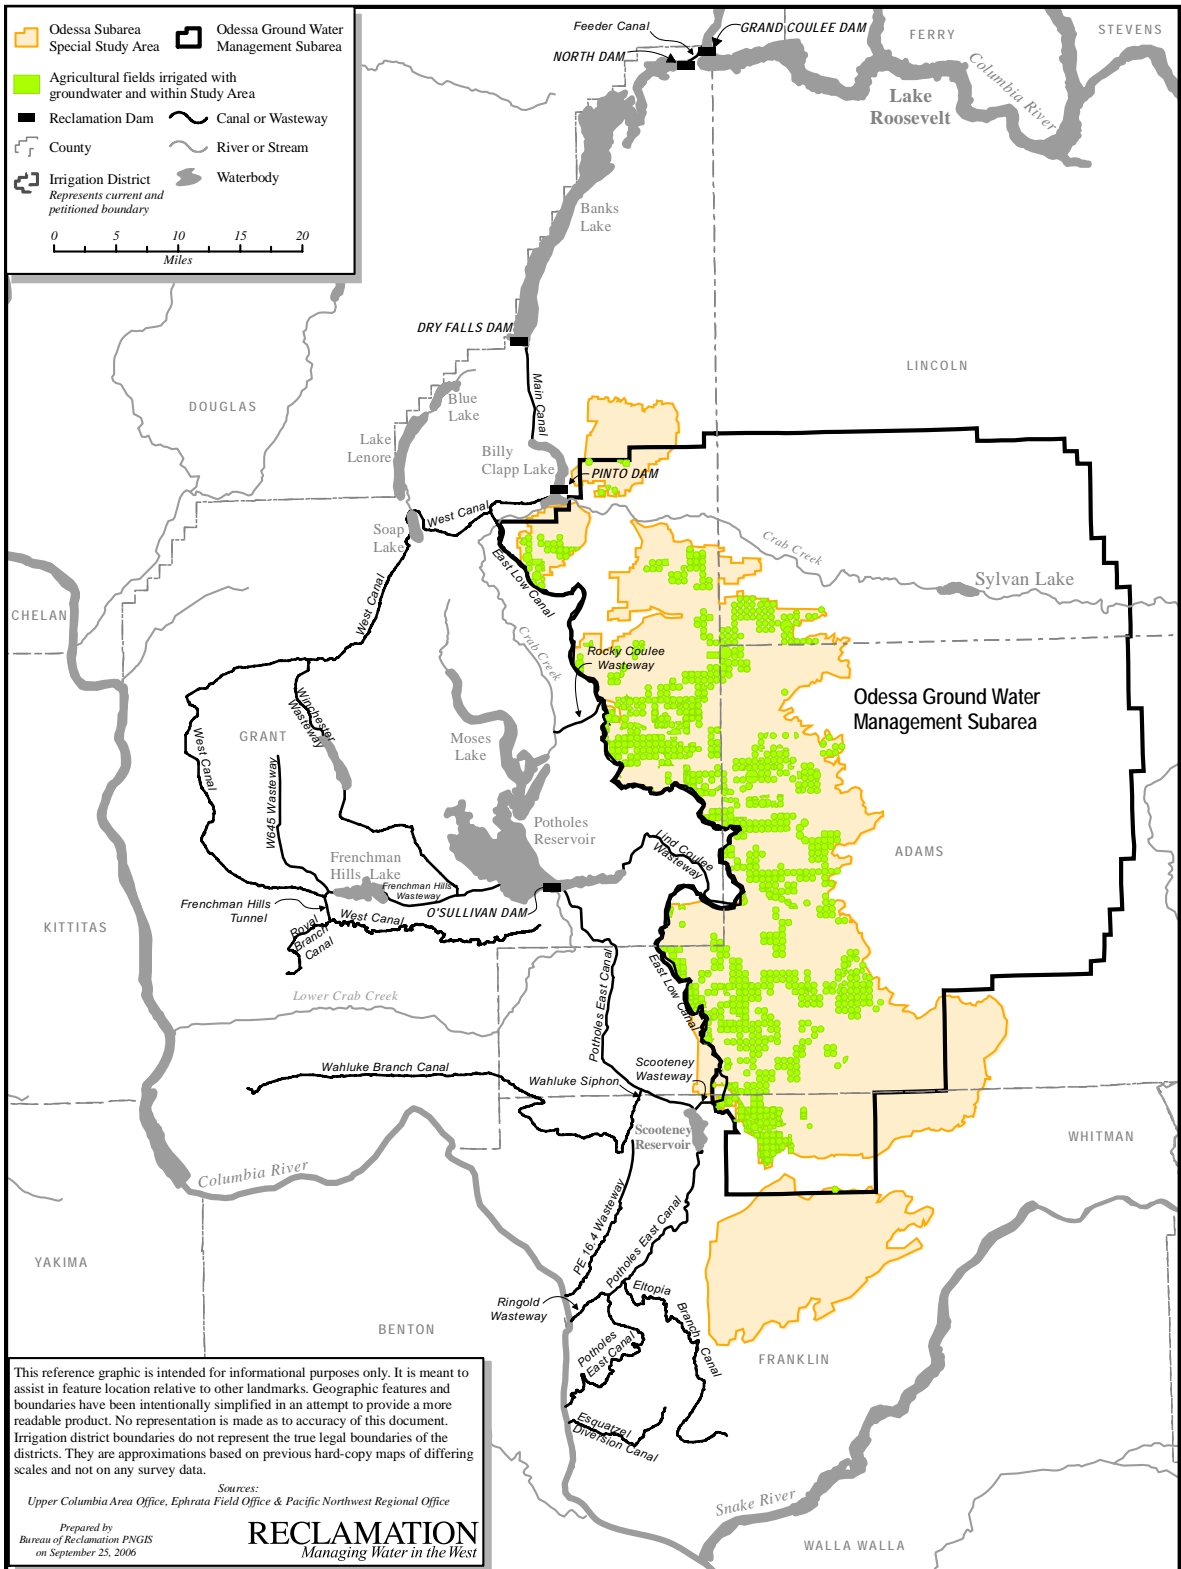 Odessa Subarea
Special Study Area
Odessa Ground Water
Management Subarea
Agricultural fields irrigated with
groundwater and within Study Area
Reclamation Dam
Canal or Wasteway
County
River or Stream
Irrigation District
Represents current and
petitioned boundary
Waterbody
0 5 10 15 20
Miles
Feeder Canal
GRAND COULEE DAM
NORTH DAM
FERRY
STEVENS
Columbia River
Lake
Roosevelt
Banks
Lake
DRY FALLS DAM
LINCOLN
DOUGLAS
Main Canal
Blue
Lake
Lake
Lenore
Billy
Clapp Lake
PINTO DAM
West Canal
Soap
Lake
East Low Canal
Crab Creek
Sylvan Lake
CHELAN
West Canal
Crab Creek
Rocky Coulee
Wasteway
Odessa Ground Water
Management Subarea
Winchester
Wasteway
GRANT
Moses
Lake
West Canal
W645 Wasteway
Potholes
Reservoir
Lind Coulee
Wasteway
ADAMS
Frenchman
Hills Lake
Frenchman Hills
Wasteway
Frenchman Hills
Tunnel
West Canal
O'SULLIVAN DAM
KITTITAS
Royal
Branch
Canal
Potholes East Canal
East Low Canal
Lower Crab Creek
Wahluke Branch Canal
Wahluke Siphon
Scooteney
Wasteway
Scooteney
Reservoir
WHITMAN
Columbia River
PE 16.4 Wasteway
Potholes East Canal
YAKIMA
Ringold
Wasteway
Eltopia
Branch Canal
BENTON
Potholes
East Canal
FRANKLIN
Esquatzel
Diversion Canal
Snake River
WALLA WALLA
This reference graphic is intended for informational purposes only. It is meant to
assist in feature location relative to other landmarks. Geographic features and
boundaries have been intentionally simplified in an attempt to provide a more
readable product. No representation is made as to accuracy of this document.
Irrigation district boundaries do not represent the true legal boundaries of the
districts. They are approximations based on previous hard-copy maps of differing
scales and not on any survey data.
Sources:
Upper Columbia Area Office, Ephrata Field Office & Pacific Northwest Regional Office
Prepared by
Bureau of Reclamation PNGIS
on September 25, 2006
RECLAMATION
Managing Water in the West